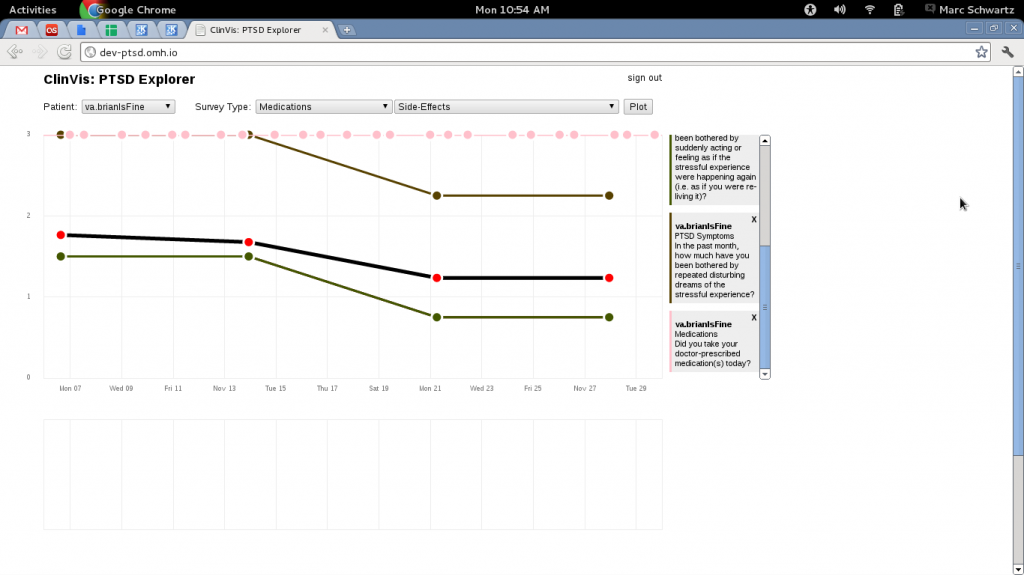 Activities
Google Chrome
Mon 10:54 AM
Marc Schwartz
ClinVis: PTSD Explorer
dev-ptsd.omh.io
ClinVis: PTSD Explorer
sign out
Patient:
va.brianIsFine
Survey Type:
Medications
Side-Effects
Plot
3
2
1
0
Mon 07
Wed 09
Fri 11
Nov 13
Tue 15
Thu 17
Sat 19
Mon 21
Wed 23
Fri 25
Nov 27
Tue 29
been bothered by
suddenly acting or
feeling as if the
stressful experience
were happening again
(i.e. as if you were re-
living it)?
X
va.brianIsFine
PTSD Symptoms
In the past month,
how much have you
been bothered by
repeated disturbing
dreams of the
stressful experience?
X
va.brianIsFine
Medications
Did you take your
doctor-prescribed
medication(s) today?